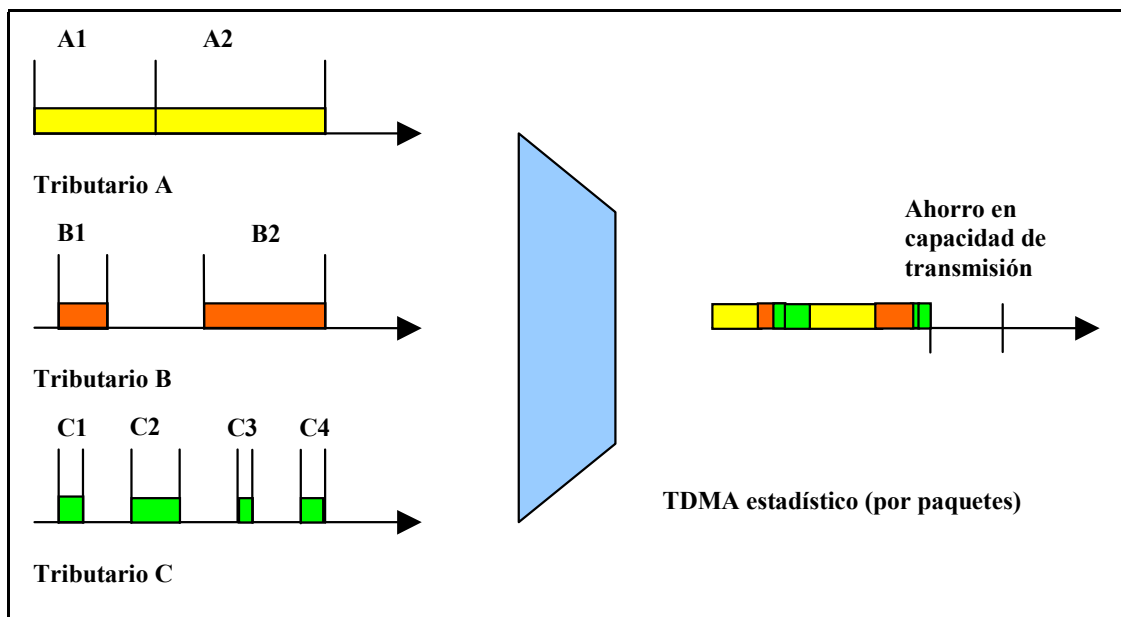 A1 A2
Tributario A
B1 B2
Tributario B
C1 C2 C3 C4
Tributario C
Ahorro en
capacidad de
transmisión
TDMA estadístico (por paquetes)